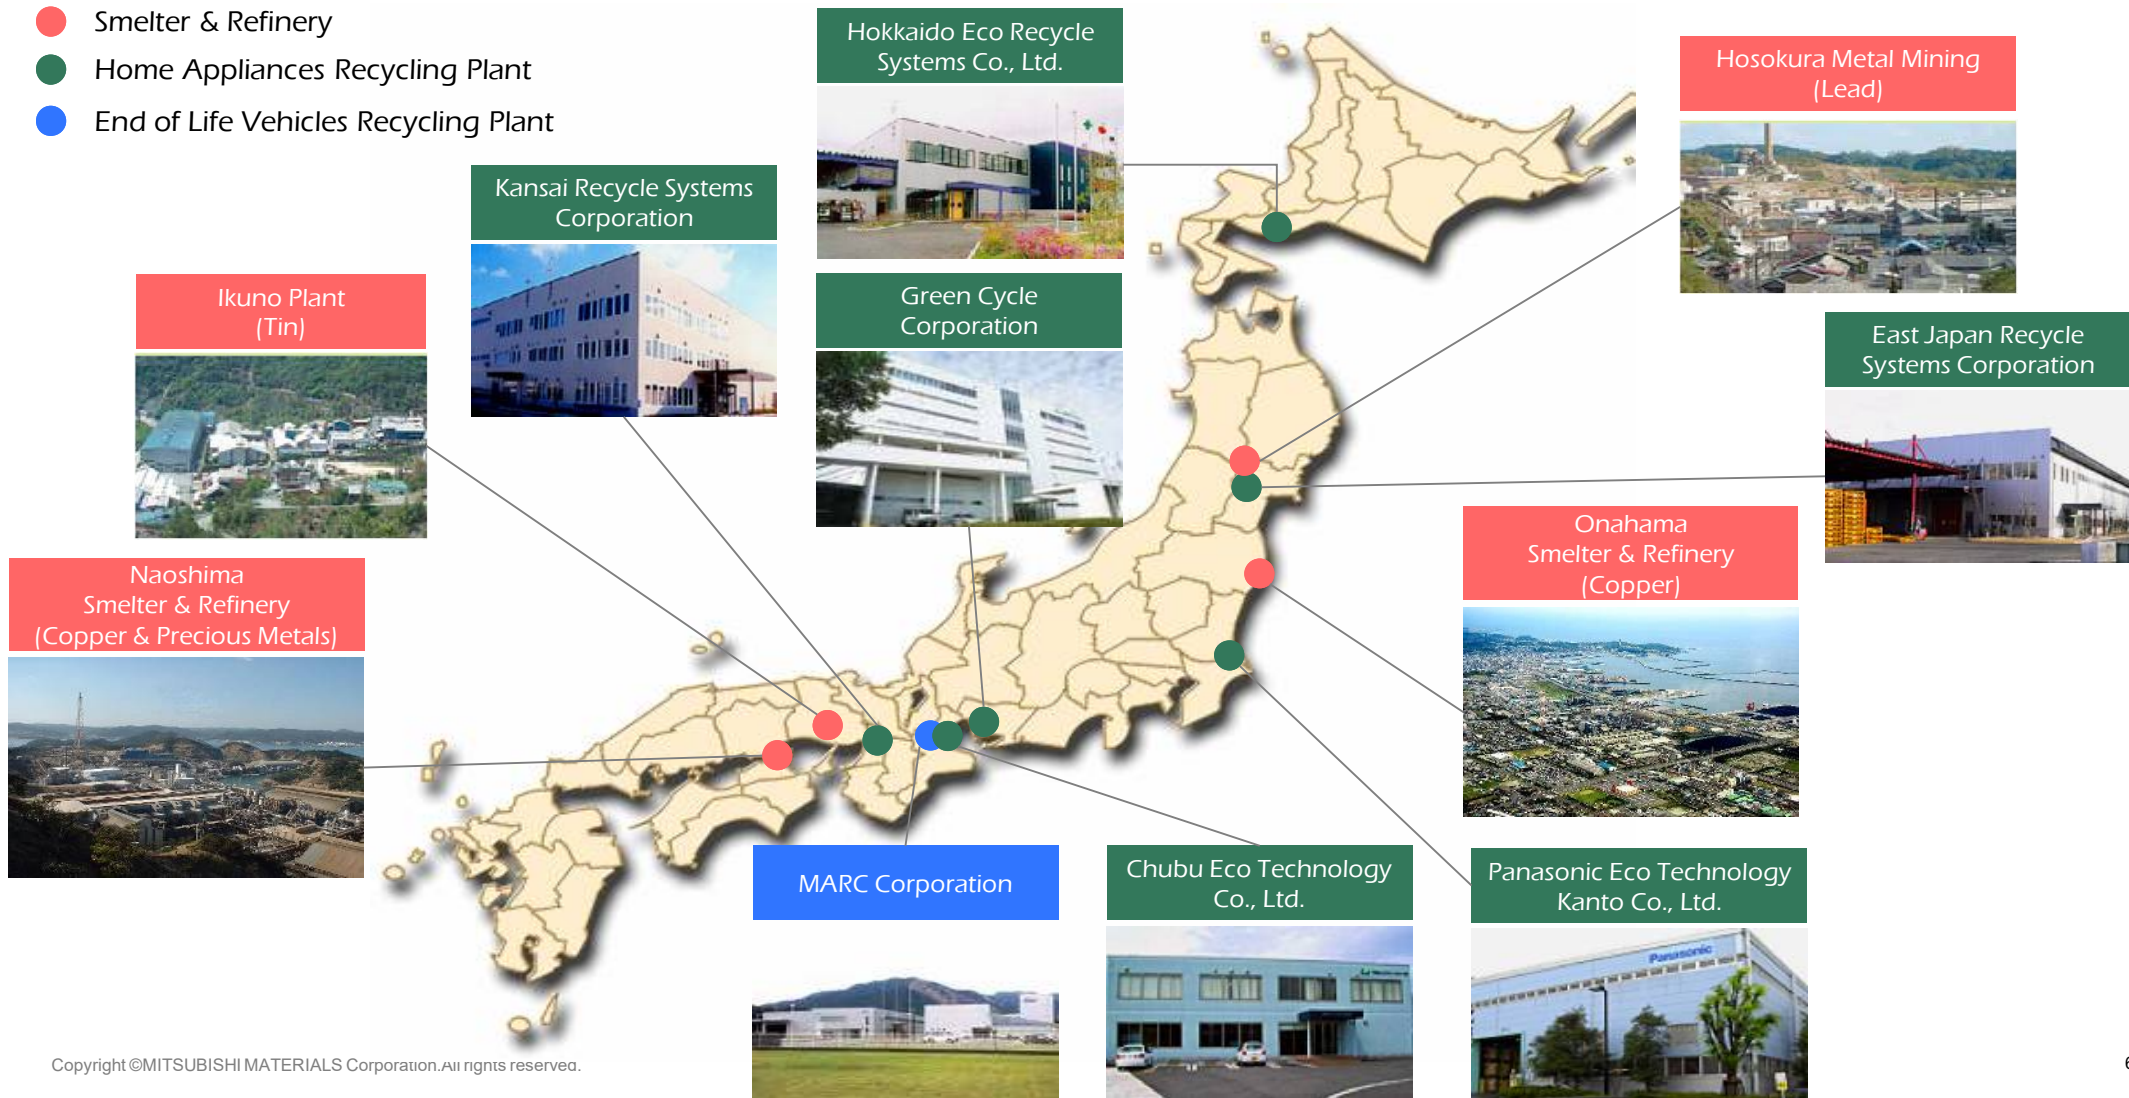 Smelter & Refinery
Home Appliances Recycling Plant
End of Life Vehicles Recycling Plant
Hokkaido Eco Recycle
Systems Co., Ltd.
Hosokura Metal Mining
(Lead)
Kansai Recycle Systems
Corporation
Ikuno Plant
(Tin)
Green Cycle
Corporation
East Japan Recycle
Systems Corporation
Naoshima
Smelter & Refinery
(Copper & Precious Metals)
Onahama
Smelter & Refinery
(Copper)
MARC Corporation
Chubu Eco Technology
Co., Ltd.
Panasonic Eco Technology
Kanto Co., Ltd.
Panasonic
Copyright ©MITSUBISHI MATERIALS Corporation.All rights reserved.
6